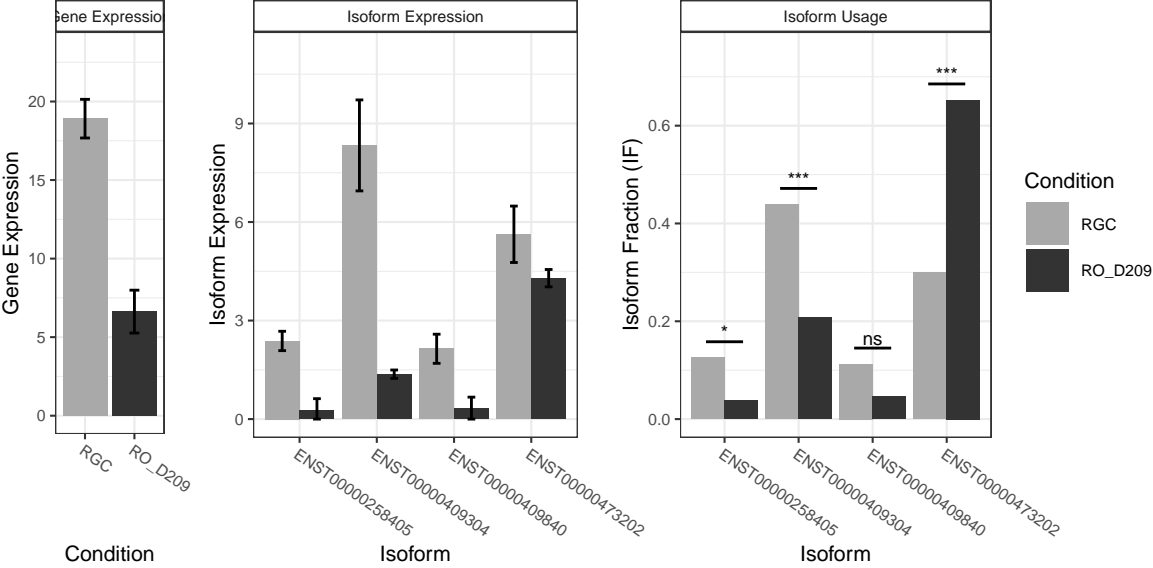 Gene Expression
Isoform Expression
Isoform Usage
Gene Expression
20
15
10
5
0
RGC
RO_D209
Condition
Isoform Expression
9
6
3
0
ENST00000258405
ENST00000409304
ENST00000409840
ENST00000473202
Isoform
Isoform Fraction (IF)
0.6
0.4
0.2
0.0
*
***
ns
***
ENST00000258405
ENST00000409304
ENST00000409840
ENST00000473202
Isoform
Condition
RGC
RO_D209